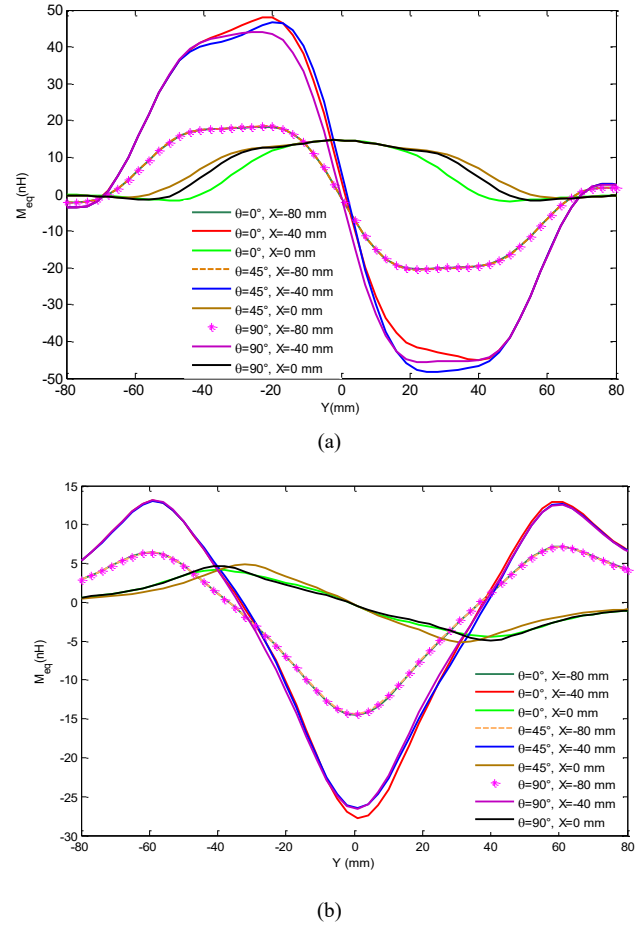 50
40
30
20
10
0
-10
-20
-30
-40
-50
M_eq(nH)
θ=0°, X=-80 mm
θ=0°, X=-40 mm
θ=0°, X=0 mm
θ=45°, X=-80 mm
θ=45°, X=-40 mm
θ=45°, X=0 mm
θ=90°, X=-80 mm
θ=90°, X=-40 mm
θ=90°, X=0 mm
-80 -60 -40 -20 0 20 40 60 80
Y(mm)
(a)
15
10
5
0
-5
-10
-15
-20
-25
-30
M_eq(nH)
θ=0°, X=-80 mm
θ=0°, X=-40 mm
θ=0°, X=0 mm
θ=45°, X=-80 mm
θ=45°, X=-40 mm
θ=45°, X=0 mm
θ=90°, X=-80 mm
θ=90°, X=-40 mm
θ=90°, X=0 mm
-80 -60 -40 -20 0 20 40 60 80
Y (mm)
(b)